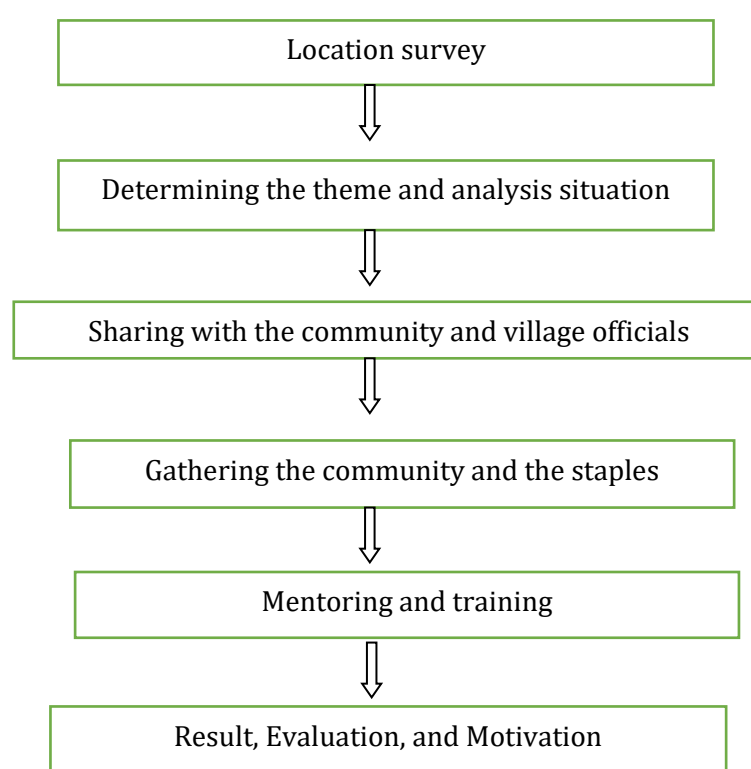 Location survey
Determining the theme and analysis situation
Sharing with the community and village officials
Gathering the community and the staples
Mentoring and training
Result, Evaluation, and Motivation